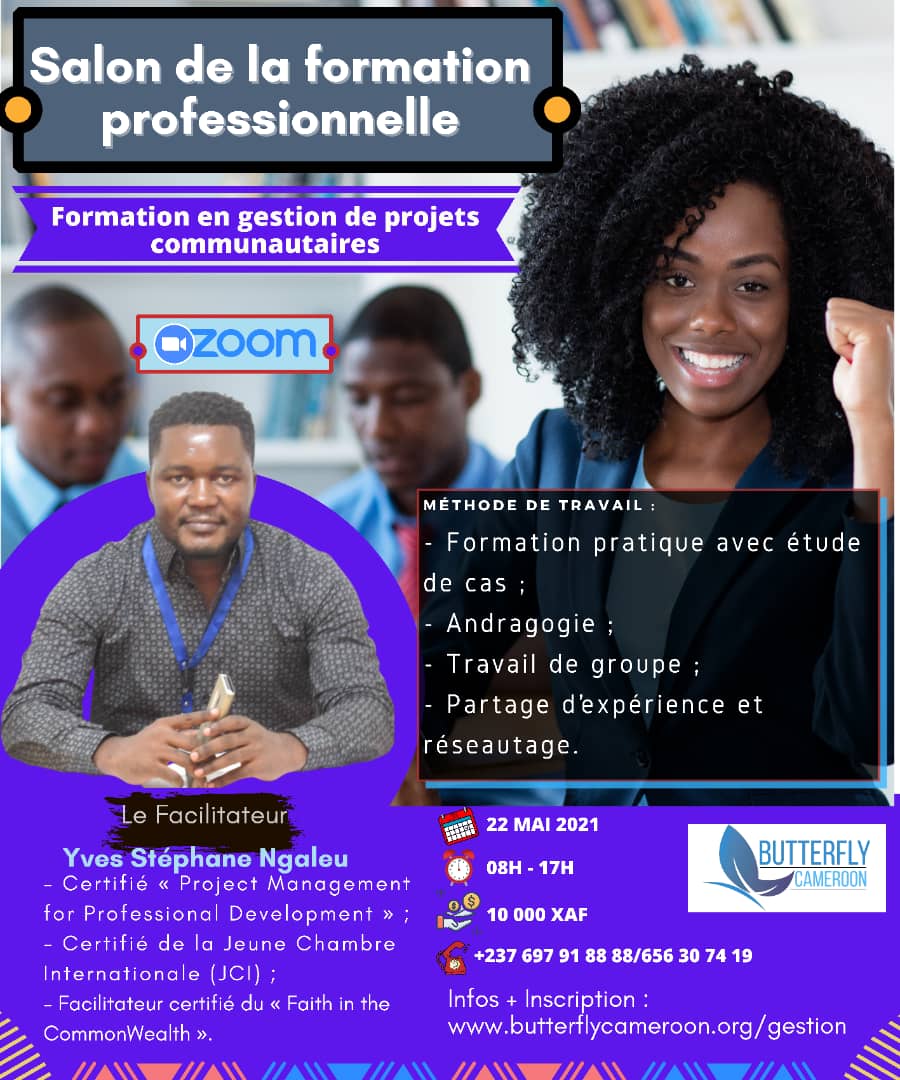 Salon de la formation
professionnelle
Formation en gestion de projets
communautaires
zoom
MÉTHODE DE TRAVAIL :
- Formation pratique avec étude
de cas ;
- Andragogie ;
- Travail de groupe ;
- Partage d'expérience et
réseautage.
Le Facilitateur
Yves Stéphane Ngaleu
- Certifié « Project Management
for Professional Development » ;
- Certifié de la Jeune Chambre
Internationale (JCI) ;
- Facilitateur certifié du « Faith in the
CommonWealth ».
22 MAI 2021
08H - 17H
10 000 XAF
+237 697 91 88 88/656 30 74 19
BUTTERFLY
CAMEROON
Infos + Inscription :
www.butterflycameroon.org/gestion